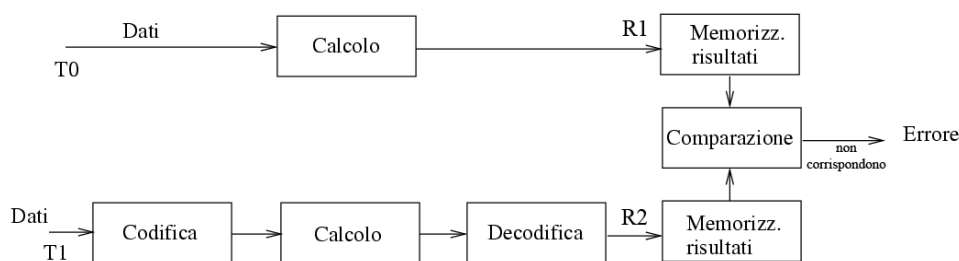 Dati
T0
Calcolo
R1
Memorizz.
risultati
Comparazione
non
corrispondono
Errore
Dati
T1
Codifica
Calcolo
Decodifica
R2
Memorizz.
risultati